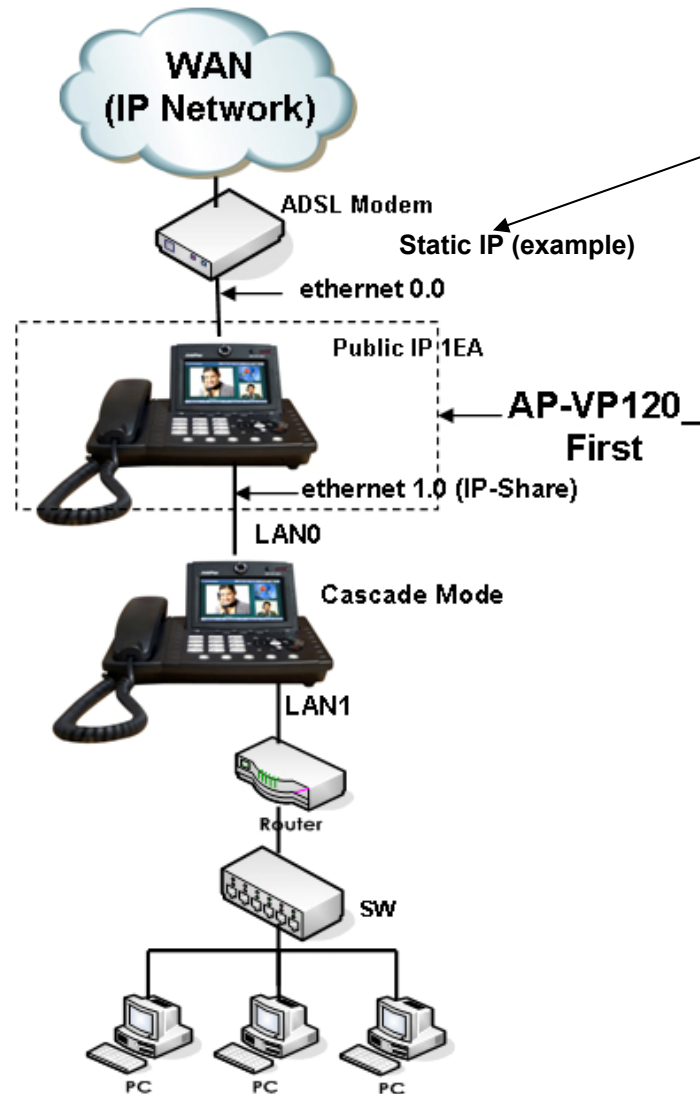 WAN
(IP Network)
ADSL Modem
Static IP (example)
ethernet 0.0
Public IP 1EA
AP-VP120_
First
ethernet 1.0 (IP-Share)
LAN0
Cascade Mode
LAN1
Router
SW
PC
PC
PC